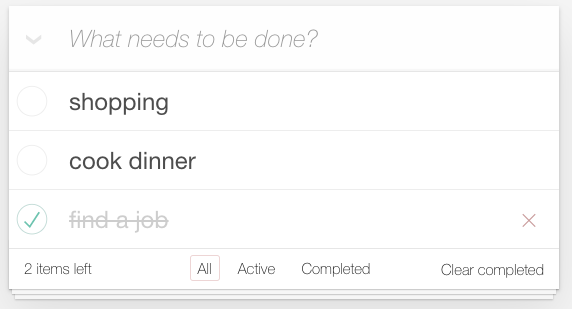 What needs to be done?
shopping
cook dinner
find a job
2 items left All Active Completed Clear completed